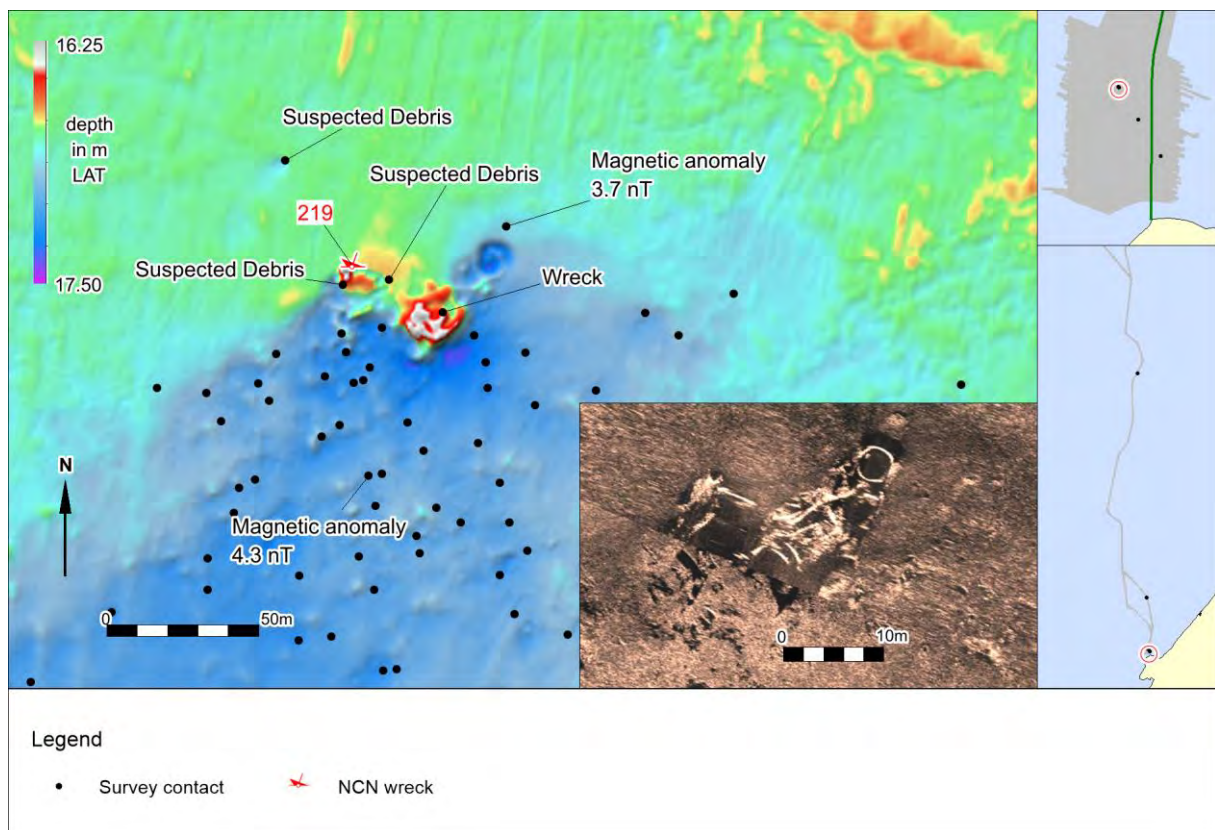 16.25
depth
in m
LAT
17.50
Suspected Debris
Suspected Debris
Magnetic anomaly
3.7 nT
219
Suspected Debris
Wreck
N
Magnetic anomaly
4.3 nT
0
50m
0
10m
Legend
Survey contact
NCN wreck